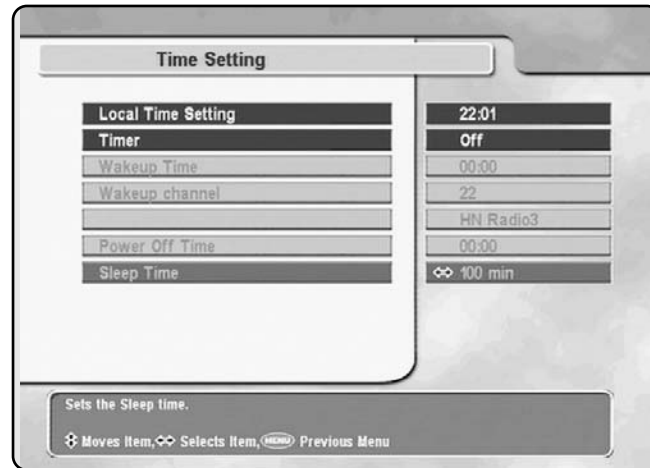 Time Setting
Local Time Setting 22:01
Timer Off
Wakeup Time 00:00
Wakeup channel 22
HN Radio3
Power Off Time 00:00
Sleep Time 100 min
Sets the Sleep time.
Moves Item, Selects Item, MENU Previous Menu